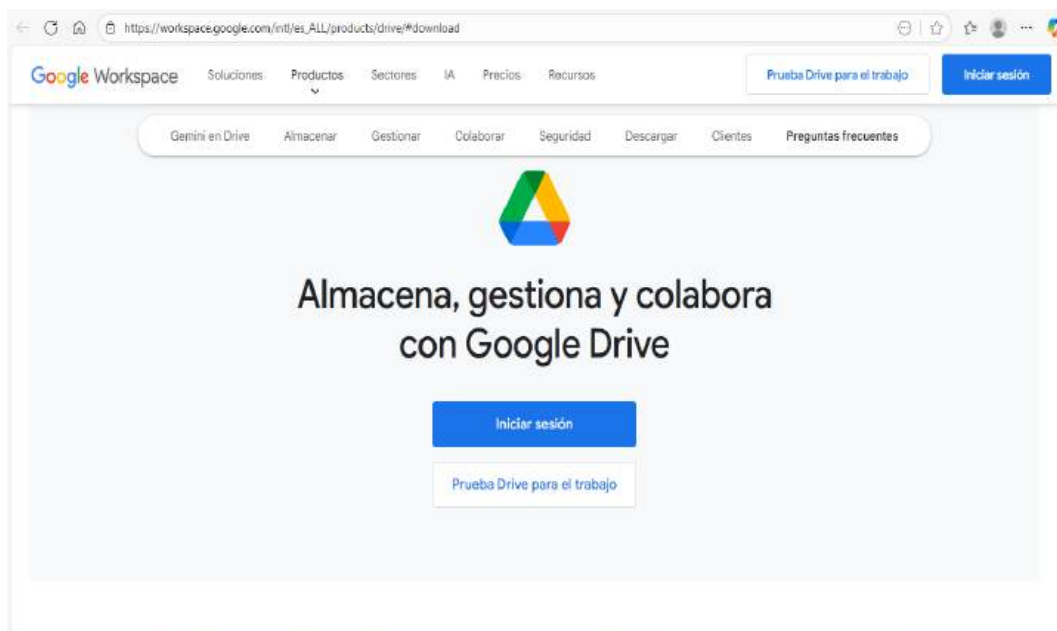 https://workspace.google.com/intl/es_ALL/products/drive/#download
Google Workspace Soluciones Productos Sectores IA Precios Recursos Prueba Drive para el trabajo Iniciar sesión
Gemini en Drive Almacenar Gestionar Colaborar Seguridad Descargar Clientes Preguntas frecuentes
Almacena, gestiona y colabora
con Google Drive
Iniciar sesión
Prueba Drive para el trabajo